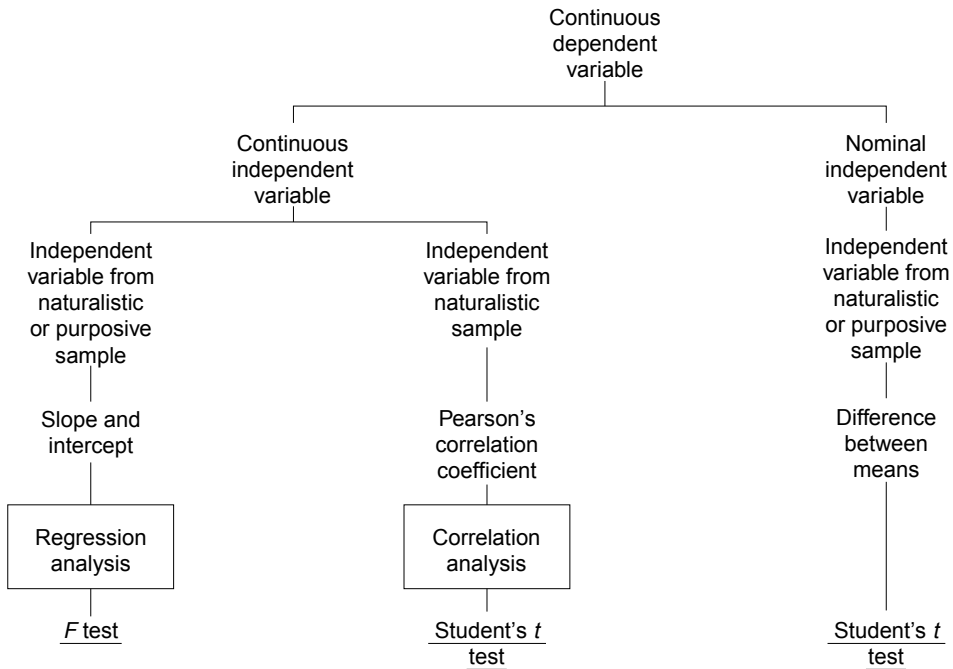 Continuous
dependent
variable
Continuous
independent
variable
Nominal
independent
variable
Independent
variable from
naturalistic
or purposive
sample
Independent
variable from
naturalistic
sample
Independent
variable from
naturalistic
or purposive
sample
Slope and
intercept
Pearson’s
correlation
coefficient
Difference
between
means
Regression
analysis
Correlation
analysis
F test
Student’s t
test
Student’s t
test